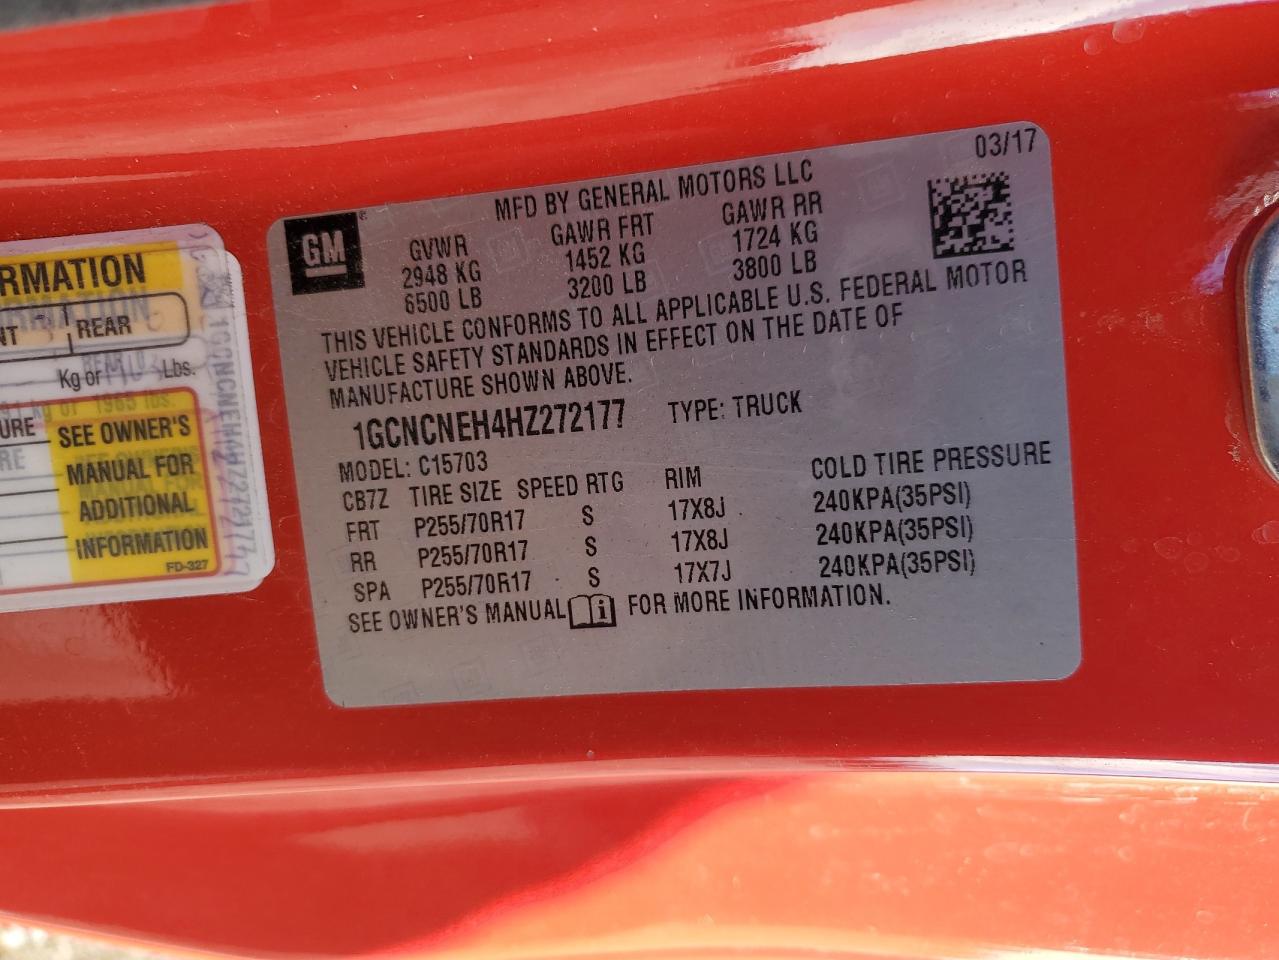 RMATION
NT
REAR
Kg or
Lbs.
URE
SEE OWNER'S
MANUAL FOR
ADDITIONAL
INFORMATION
FD-327
1GCNCNEH4HZ272177
03/17
GM
MFD BY GENERAL MOTORS LLC
GVWR GAWR FRT GAWR RR
2948 KG 1452 KG 1724 KG
6500 LB 3200 LB 3800 LB
THIS VEHICLE CONFORMS TO ALL APPLICABLE U.S. FEDERAL MOTOR
VEHICLE SAFETY STANDARDS IN EFFECT ON THE DATE OF
MANUFACTURE SHOWN ABOVE.
1GCNCNEH4HZ272177 TYPE: TRUCK
MODEL: C15703
CB7Z TIRE SIZE SPEED RTG RIM COLD TIRE PRESSURE
FRT P255/70R17 S 17X8J 240KPA(35PSI)
RR P255/70R17 S 17X8J 240KPA(35PSI)
SPA P255/70R17 S 17X7J 240KPA(35PSI)
SEE OWNER'S MANUAL FOR MORE INFORMATION.